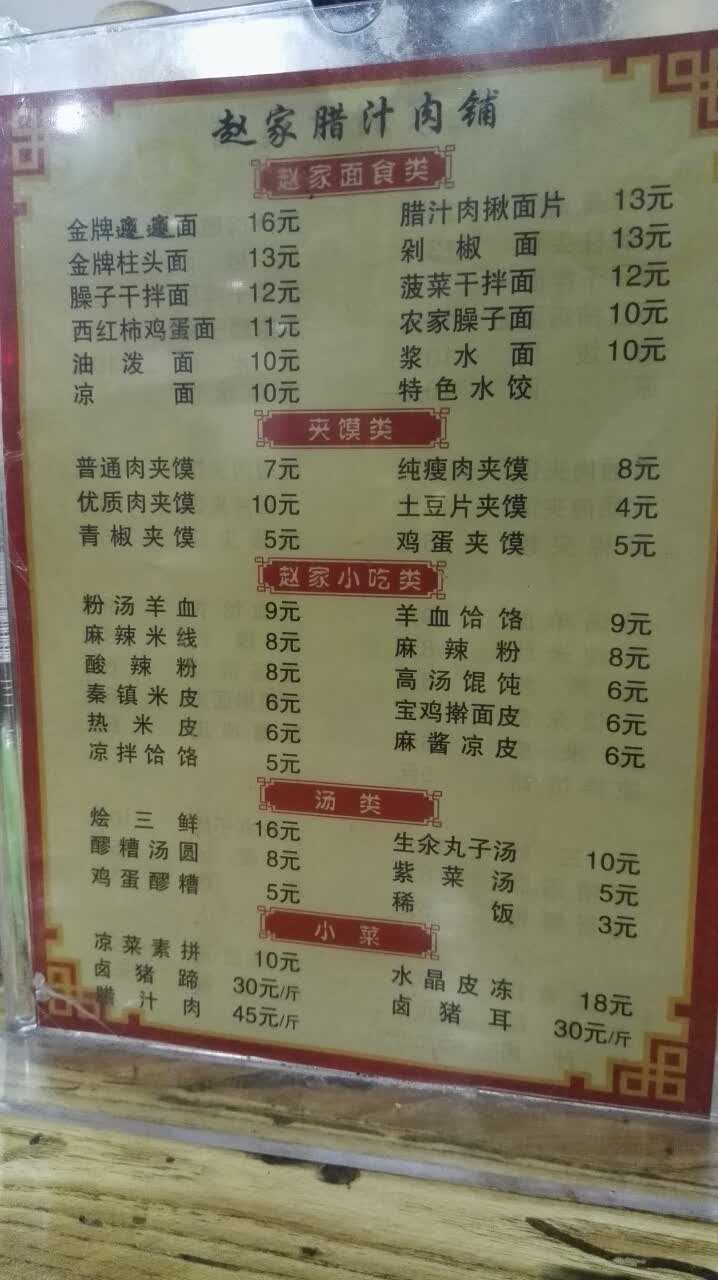 赵家腊汁肉铺
赵家面食类
金牌𰻞𰻞面 16元 腊汁肉揪面片 13元
金牌柱头面 13元 剁椒面 13元
臊子干拌面 12元 菠菜干拌面 12元
西红柿鸡蛋面 11元 农家臊子面 10元
油泼面 10元 浆水面 10元
凉面 10元 特色水饺
夹馍类
普通肉夹馍 7元 纯瘦肉夹馍 8元
优质肉夹馍 10元 土豆片夹馍 4元
青椒夹馍 5元 鸡蛋夹馍 5元
赵家小吃类
粉汤羊血 9元 羊血饸饹 9元
麻辣米线 8元 麻辣粉 8元
酸辣粉 8元 高汤馄饨 6元
秦镇米皮 6元 宝鸡擀面皮 6元
热米皮 6元 麻酱凉皮 6元
凉拌饸饹 5元
汤类
烩三鲜 16元 生汆丸子汤 10元
醪糟汤圆 8元 紫菜汤 5元
鸡蛋醪糟 5元 稀饭 3元
小菜
凉菜素拼 10元 水晶皮冻 18元
卤猪蹄 30元/斤 卤猪耳 30元/斤
腊汁肉 45元/斤